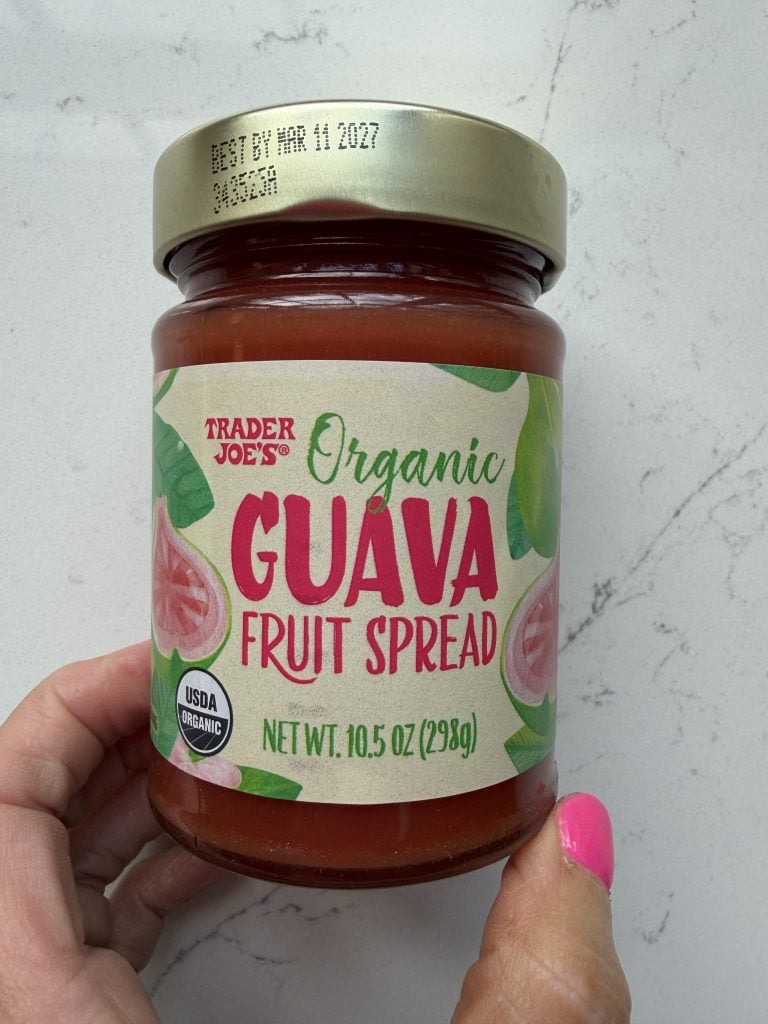 BEST BY MAR 11 2027
343525A
TRADER
JOE'S®
Organic
GUAVA
FRUIT SPREAD
USDA
ORGANIC
NET WT. 10.5 OZ (298g)